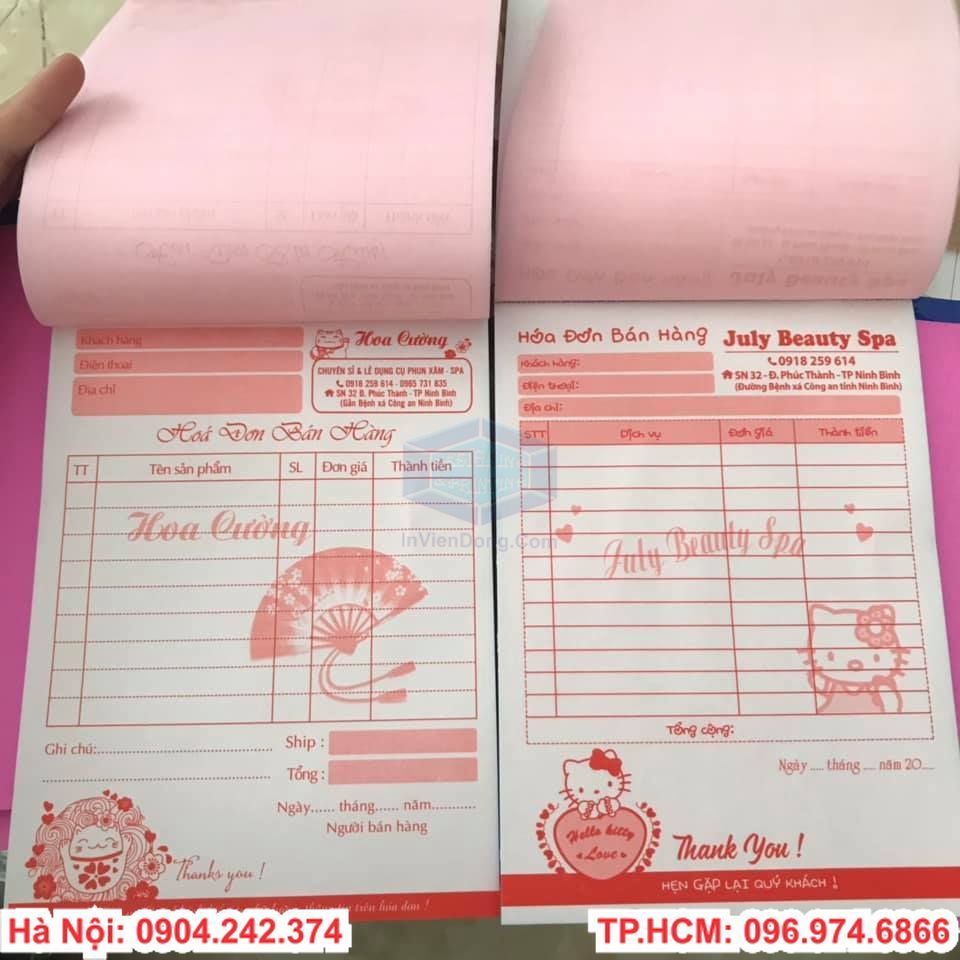 Khách hàng
Điện thoại
Địa chỉ
Hoa Cường
CHUYÊN SỈ & LẺ DỤNG CỤ PHUN XĂM - SPA
0918 259 614 - 0965 731 835
SN 32 Đ. Phúc Thành - TP Ninh Bình
(Gần Bệnh xá Công an Ninh Bình)
Hoá Đơn Bán Hàng
TT Tên sản phẩm SL Đơn giá Thành tiền
Hoa Cường
Ghi chú:
Ship :
Tổng :
Ngày...... tháng...... năm..........
Người bán hàng
Thanks you !
trên hóa đơn !
Hóa Đơn Bán Hàng
July Beauty Spa
0918 259 614
SN 32 - Đ. Phúc Thành - TP Ninh Bình
(Đường Bệnh xá Công an tỉnh Ninh Bình)
Khách hàng:
Điện thoại:
Địa chỉ:
STT Dịch vụ Đơn giá Thành tiền
July Beauty Spa
Tổng cộng:
Ngày .... tháng .... năm 20....
Hello kitty
Love
Thank You !
HẸN GẶP LẠI QUÝ KHÁCH !
PRINTING
InVienDong.Com
Hà Nội: 0904.242.374
TP.HCM: 096.974.6866